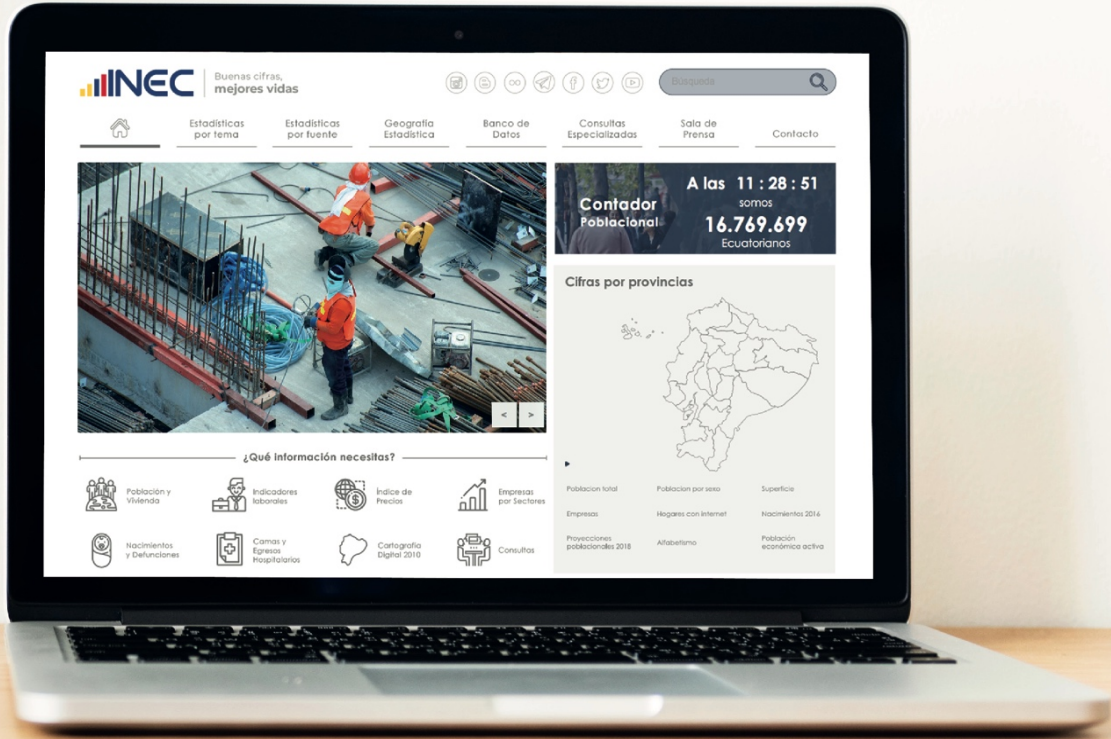 INEC
Buenas cifras,
mejores vidas
Búsqueda
Estadísticas
por tema
Estadísticas
por fuente
Geografía
Estadística
Banco de
Datos
Consultas
Especializadas
Sala de
Prensa
Contacto
Contador
Poblacional
A las 11 : 28 : 51
somos
16.769.699
Ecuatorianos
< >
Cifras por provincias
Poblacion total
Poblacion por sexo
Superficie
Empresas
Hogares con internet
Nacimientos 2016
Proyecciones
poblacionales 2018
Alfabetismo
Población
económica activa
¿Qué información necesitas?
Población y
Vivienda
Indicadores
laborales
Índice de
Precios
Empresas
por Sectores
Nacimientos
y Defunciones
Camas y
Egresos
Hospitalarios
Cartografía
Digital 2010
Consultas